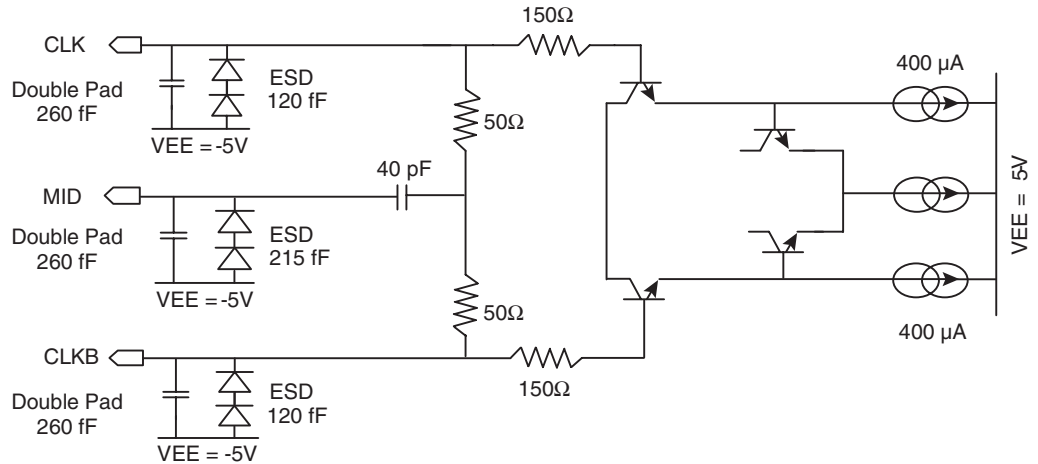 150Ω
CLK
Double Pad
260 fF
ESD
120 fF
VEE = -5V
50Ω
400 µA
40 pF
MID
Double Pad
260 fF
ESD
215 fF
VEE = -5V
VEE = 5-V
50Ω
CLKB
150Ω
400 µA
Double Pad
260 fF
ESD
120 fF
VEE = -5V